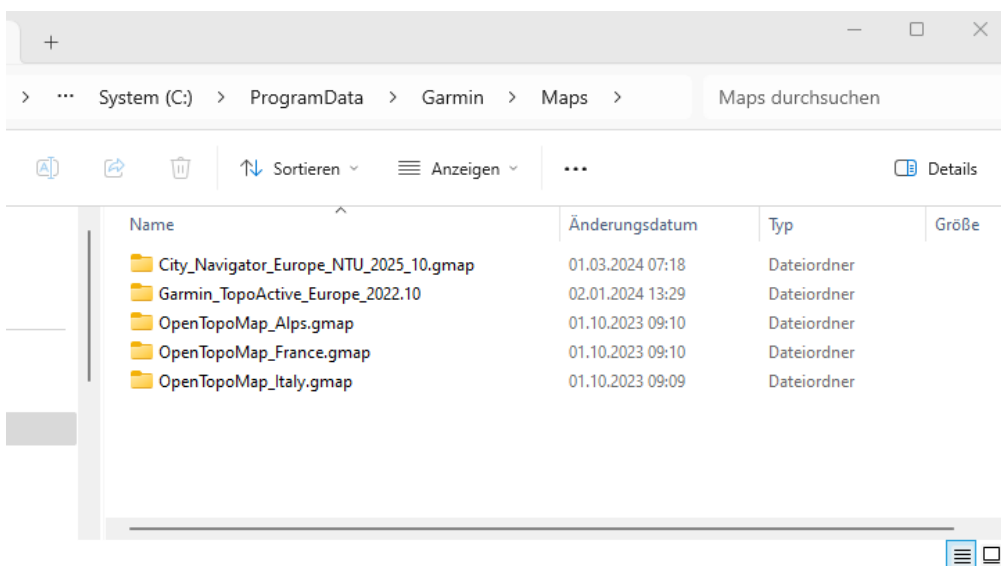 System (C:) > ProgramData > Garmin > Maps > Maps durchsuchen
Sortieren Anzeigen Details
Name Änderungsdatum Typ Größe
City_Navigator_Europe_NTU_2025_10.gmap 01.03.2024 07:18 Dateiordner
Garmin_TopoActive_Europe_2022.10 02.01.2024 13:29 Dateiordner
OpenTopoMap_Alps.gmap 01.10.2023 09:10 Dateiordner
OpenTopoMap_France.gmap 01.10.2023 09:10 Dateiordner
OpenTopoMap_Italy.gmap 01.10.2023 09:09 Dateiordner